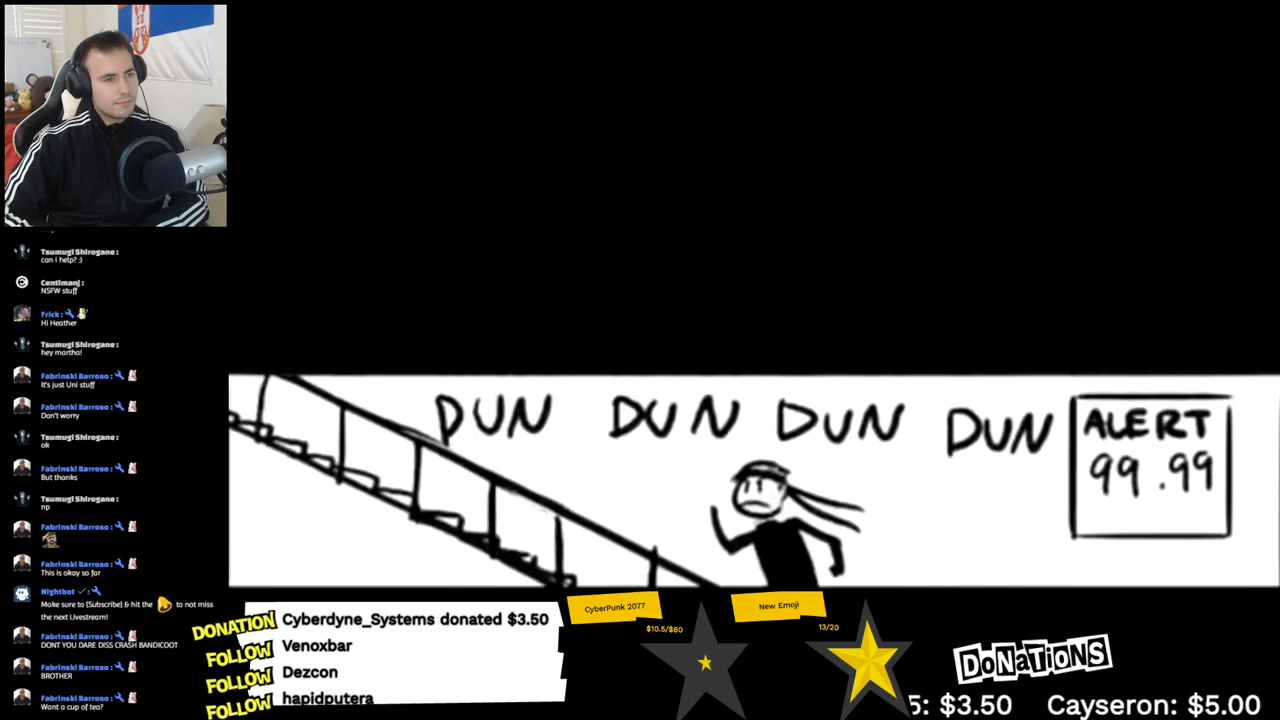 Tsumugi Shirogane :
can i help? :)
Centimanj :
NSFW stuff
Frick :
Hi Heather
Tsumugi Shirogane :
hey martha!
Fabrinski Barroso :
It's just Uni stuff
Fabrinski Barroso :
Don't worry
Tsumugi Shirogane :
ok
Fabrinski Barroso :
But thanks
Tsumugi Shirogane :
np
Fabrinski Barroso :
Fabrinski Barroso :
This is okay so far
Nightbot ✓ :
Make sure to [Subscribe] & hit the to not miss
the next Livestream!
Fabrinski Barroso :
DONT YOU DARE DISS CRASH BANDICOOT
Fabrinski Barroso :
BROTHER
Fabrinski Barroso :
Want a cup of tea?
DUN DUN DUN DUN
ALERT
99.99
DONATION Cyberdyne_Systems donated $3.50
FOLLOW Venoxbar
FOLLOW Dezcon
FOLLOW hapidputera
CyberPunk 2077
$10.5/$80
New Emoji
13/20
DoNaTiONS
5: $3.50 Cayseron: $5.00